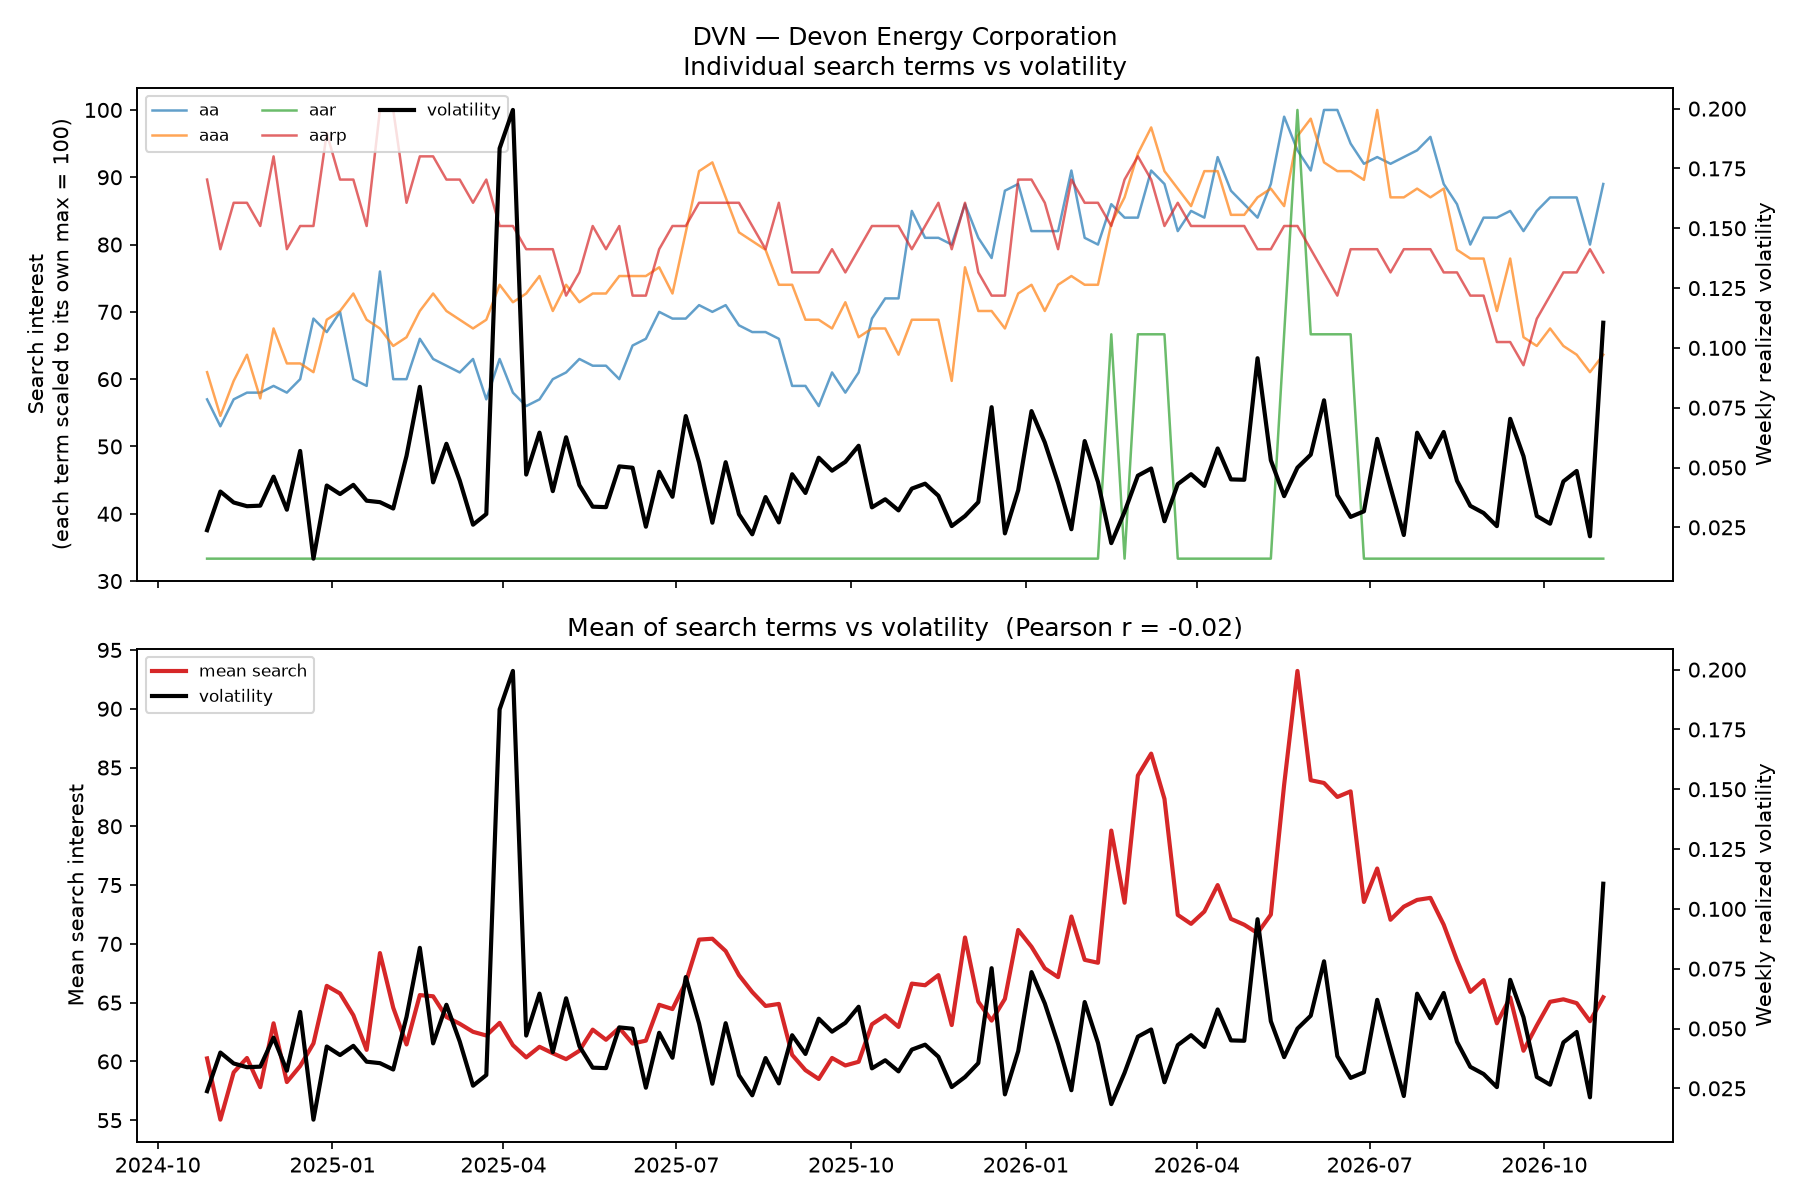 DVN — Devon Energy Corporation
Individual search terms vs volatility
aa
aaa
aar
aarp
volatility
Search interest
(each term scaled to its own max = 100)
100
90
80
70
60
50
40
30
0.200
0.175
0.150
0.125
0.100
0.075
0.050
0.025
Weekly realized volatility
Mean of search terms vs volatility (Pearson r = -0.02)
mean search
volatility
Mean search interest
95
90
85
80
75
70
65
60
55
0.200
0.175
0.150
0.125
0.100
0.075
0.050
0.025
Weekly realized volatility
2024-10
2025-01
2025-04
2025-07
2025-10
2026-01
2026-04
2026-07
2026-10